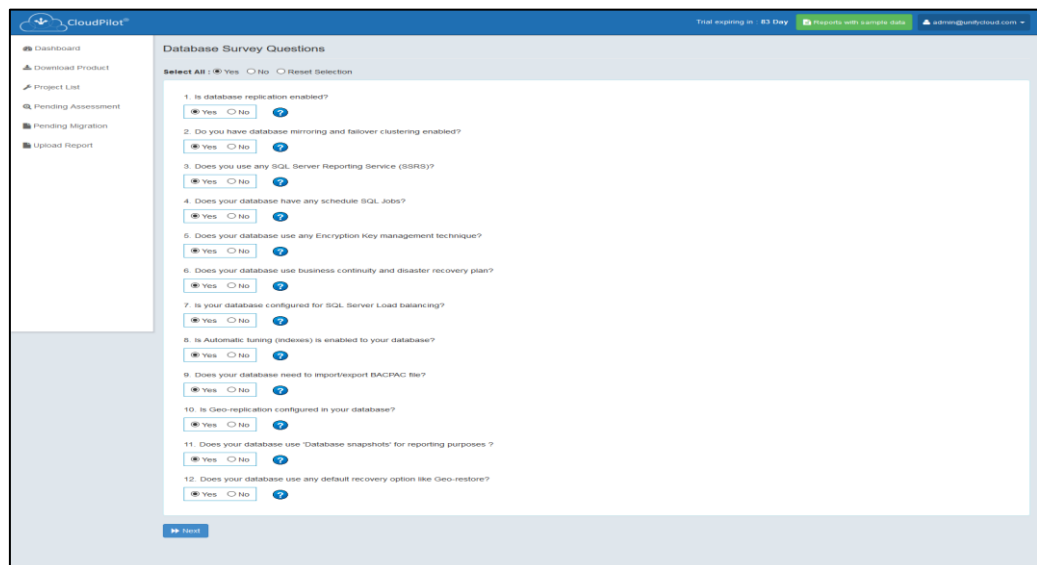 CloudPilot®
Trial expiring in : 83 Day
Reports with sample data
admin@unifycloud.com
Dashboard
Download Product
Project List
Pending Assessment
Pending Migration
Upload Report
Database Survey Questions
Select All : Yes No Reset Selection
1. Is database replication enabled?
Yes No ?
2. Do you have database mirroring and failover clustering enabled?
Yes No ?
3. Does you use any SQL Server Reporting Service (SSRS)?
Yes No ?
4. Does your database have any schedule SQL Jobs?
Yes No ?
5. Does your database use any Encryption Key management technique?
Yes No ?
6. Does your database use business continuity and disaster recovery plan?
Yes No ?
7. Is your database configured for SQL Server Load balancing?
Yes No ?
8. Is Automatic tuning (indexes) is enabled to your database?
Yes No ?
9. Does your database need to import/export BACPAC file?
Yes No ?
10. Is Geo-replication configured in your database?
Yes No ?
11. Does your database use 'Database snapshots' for reporting purposes ?
Yes No ?
12. Does your database use any default recovery option like Geo-restore?
Yes No ?
Next